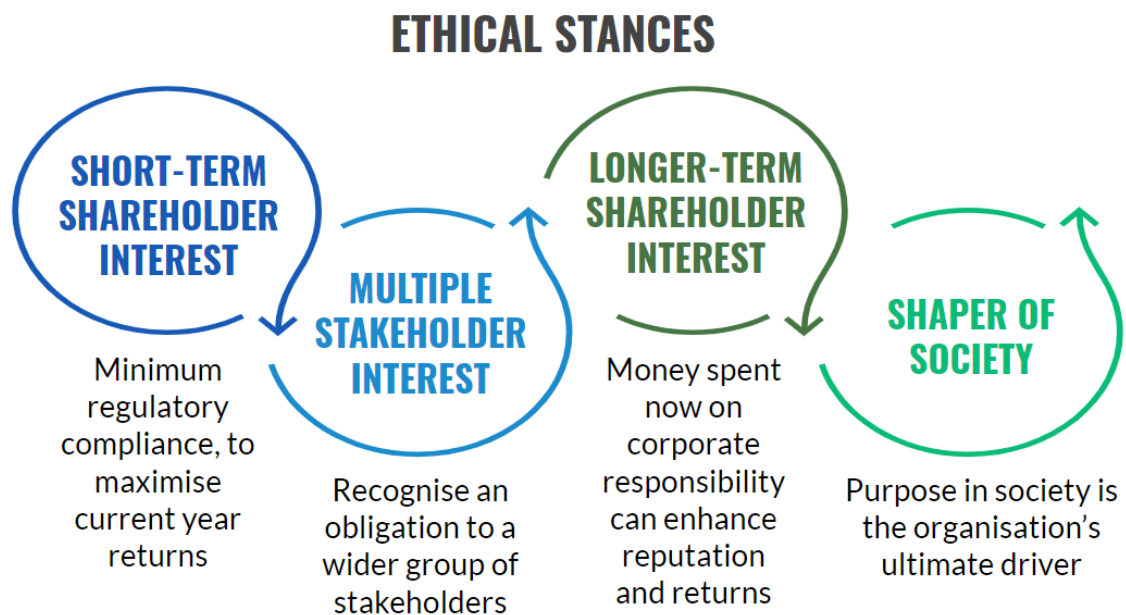 ETHICAL STANCES
SHORT-TERM
SHAREHOLDER
INTEREST
Minimum
regulatory
compliance, to
maximise
current year
returns
MULTIPLE
STAKEHOLDER
INTEREST
Recognise an
obligation to a
wider group of
stakeholders
LONGER-TERM
SHAREHOLDER
INTEREST
Money spent
now on
corporate
responsibility
can enhance
reputation
and returns
SHAPER OF
SOCIETY
Purpose in society is
the organisation’s
ultimate driver